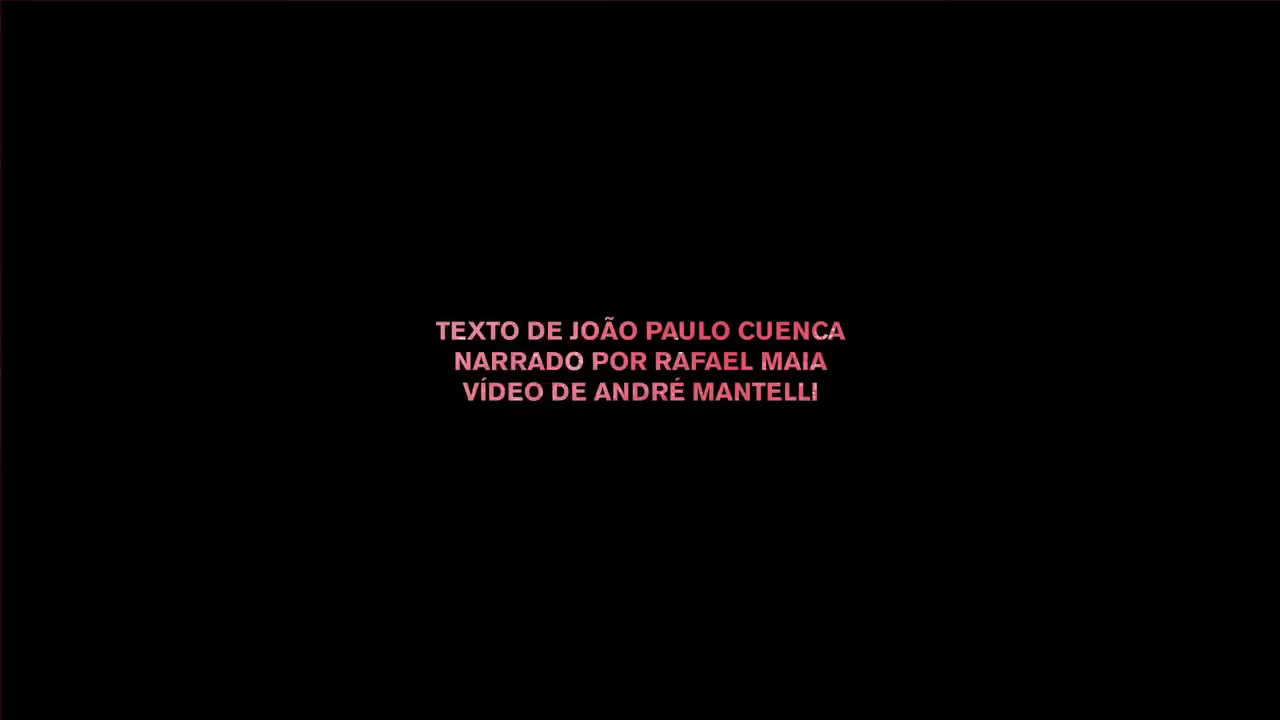 TEXTO DE JOÃO PAULO CUENCA
NARRADO POR RAFAEL MAIA
VÍDEO DE ANDRÉ MANTELLI